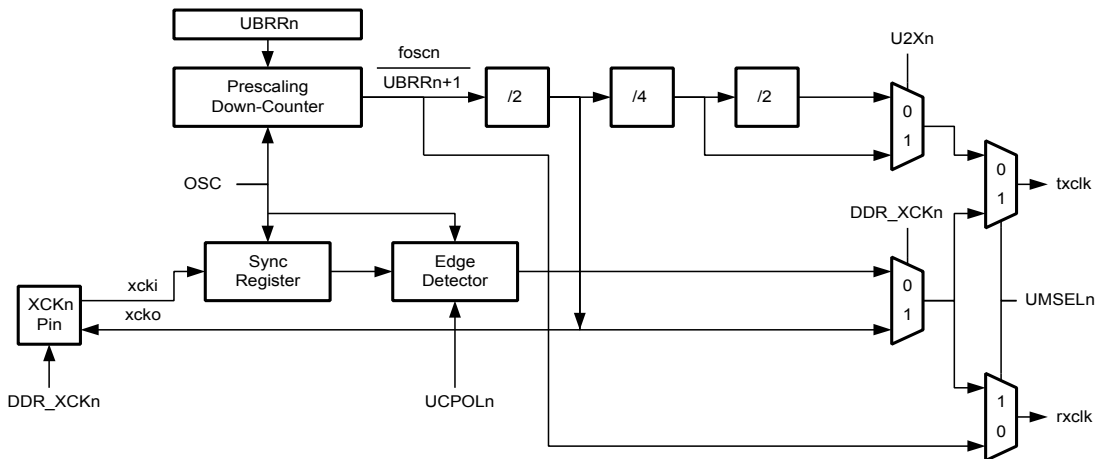 UBRRn
foscn
U2Xn
UBRRn+1
Prescaling
Down-Counter
/2
/4
/2
0
1
OSC
0
1
txclk
DDR_XCKn
Sync
Register
Edge
Detector
xcki
0
1
XCKn
Pin
xcko
UMSELn
DDR_XCKn
UCPOLn
1
0
rxclk